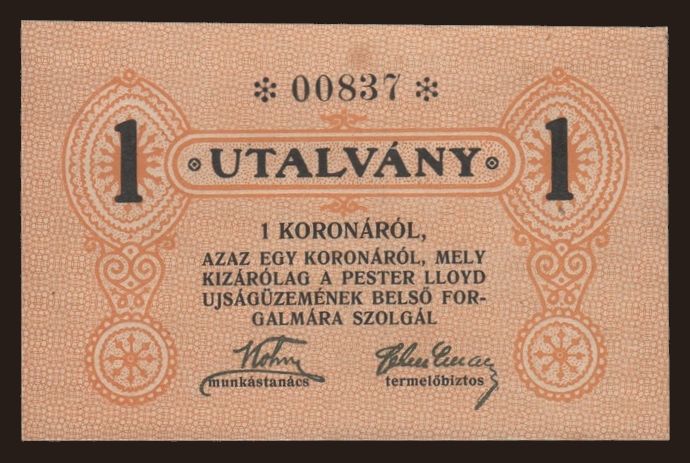 * 00837 *
1 UTALVÁNY 1
1 KORONÁRÓL,
AZAZ EGY KORONÁRÓL, MELY
KIZÁRÓLAG A PESTER LLOYD
UJSÁGÜZEMÉNEK BELSŐ FOR-
GALMÁRA SZOLGÁL
munkástanács termelőbiztos